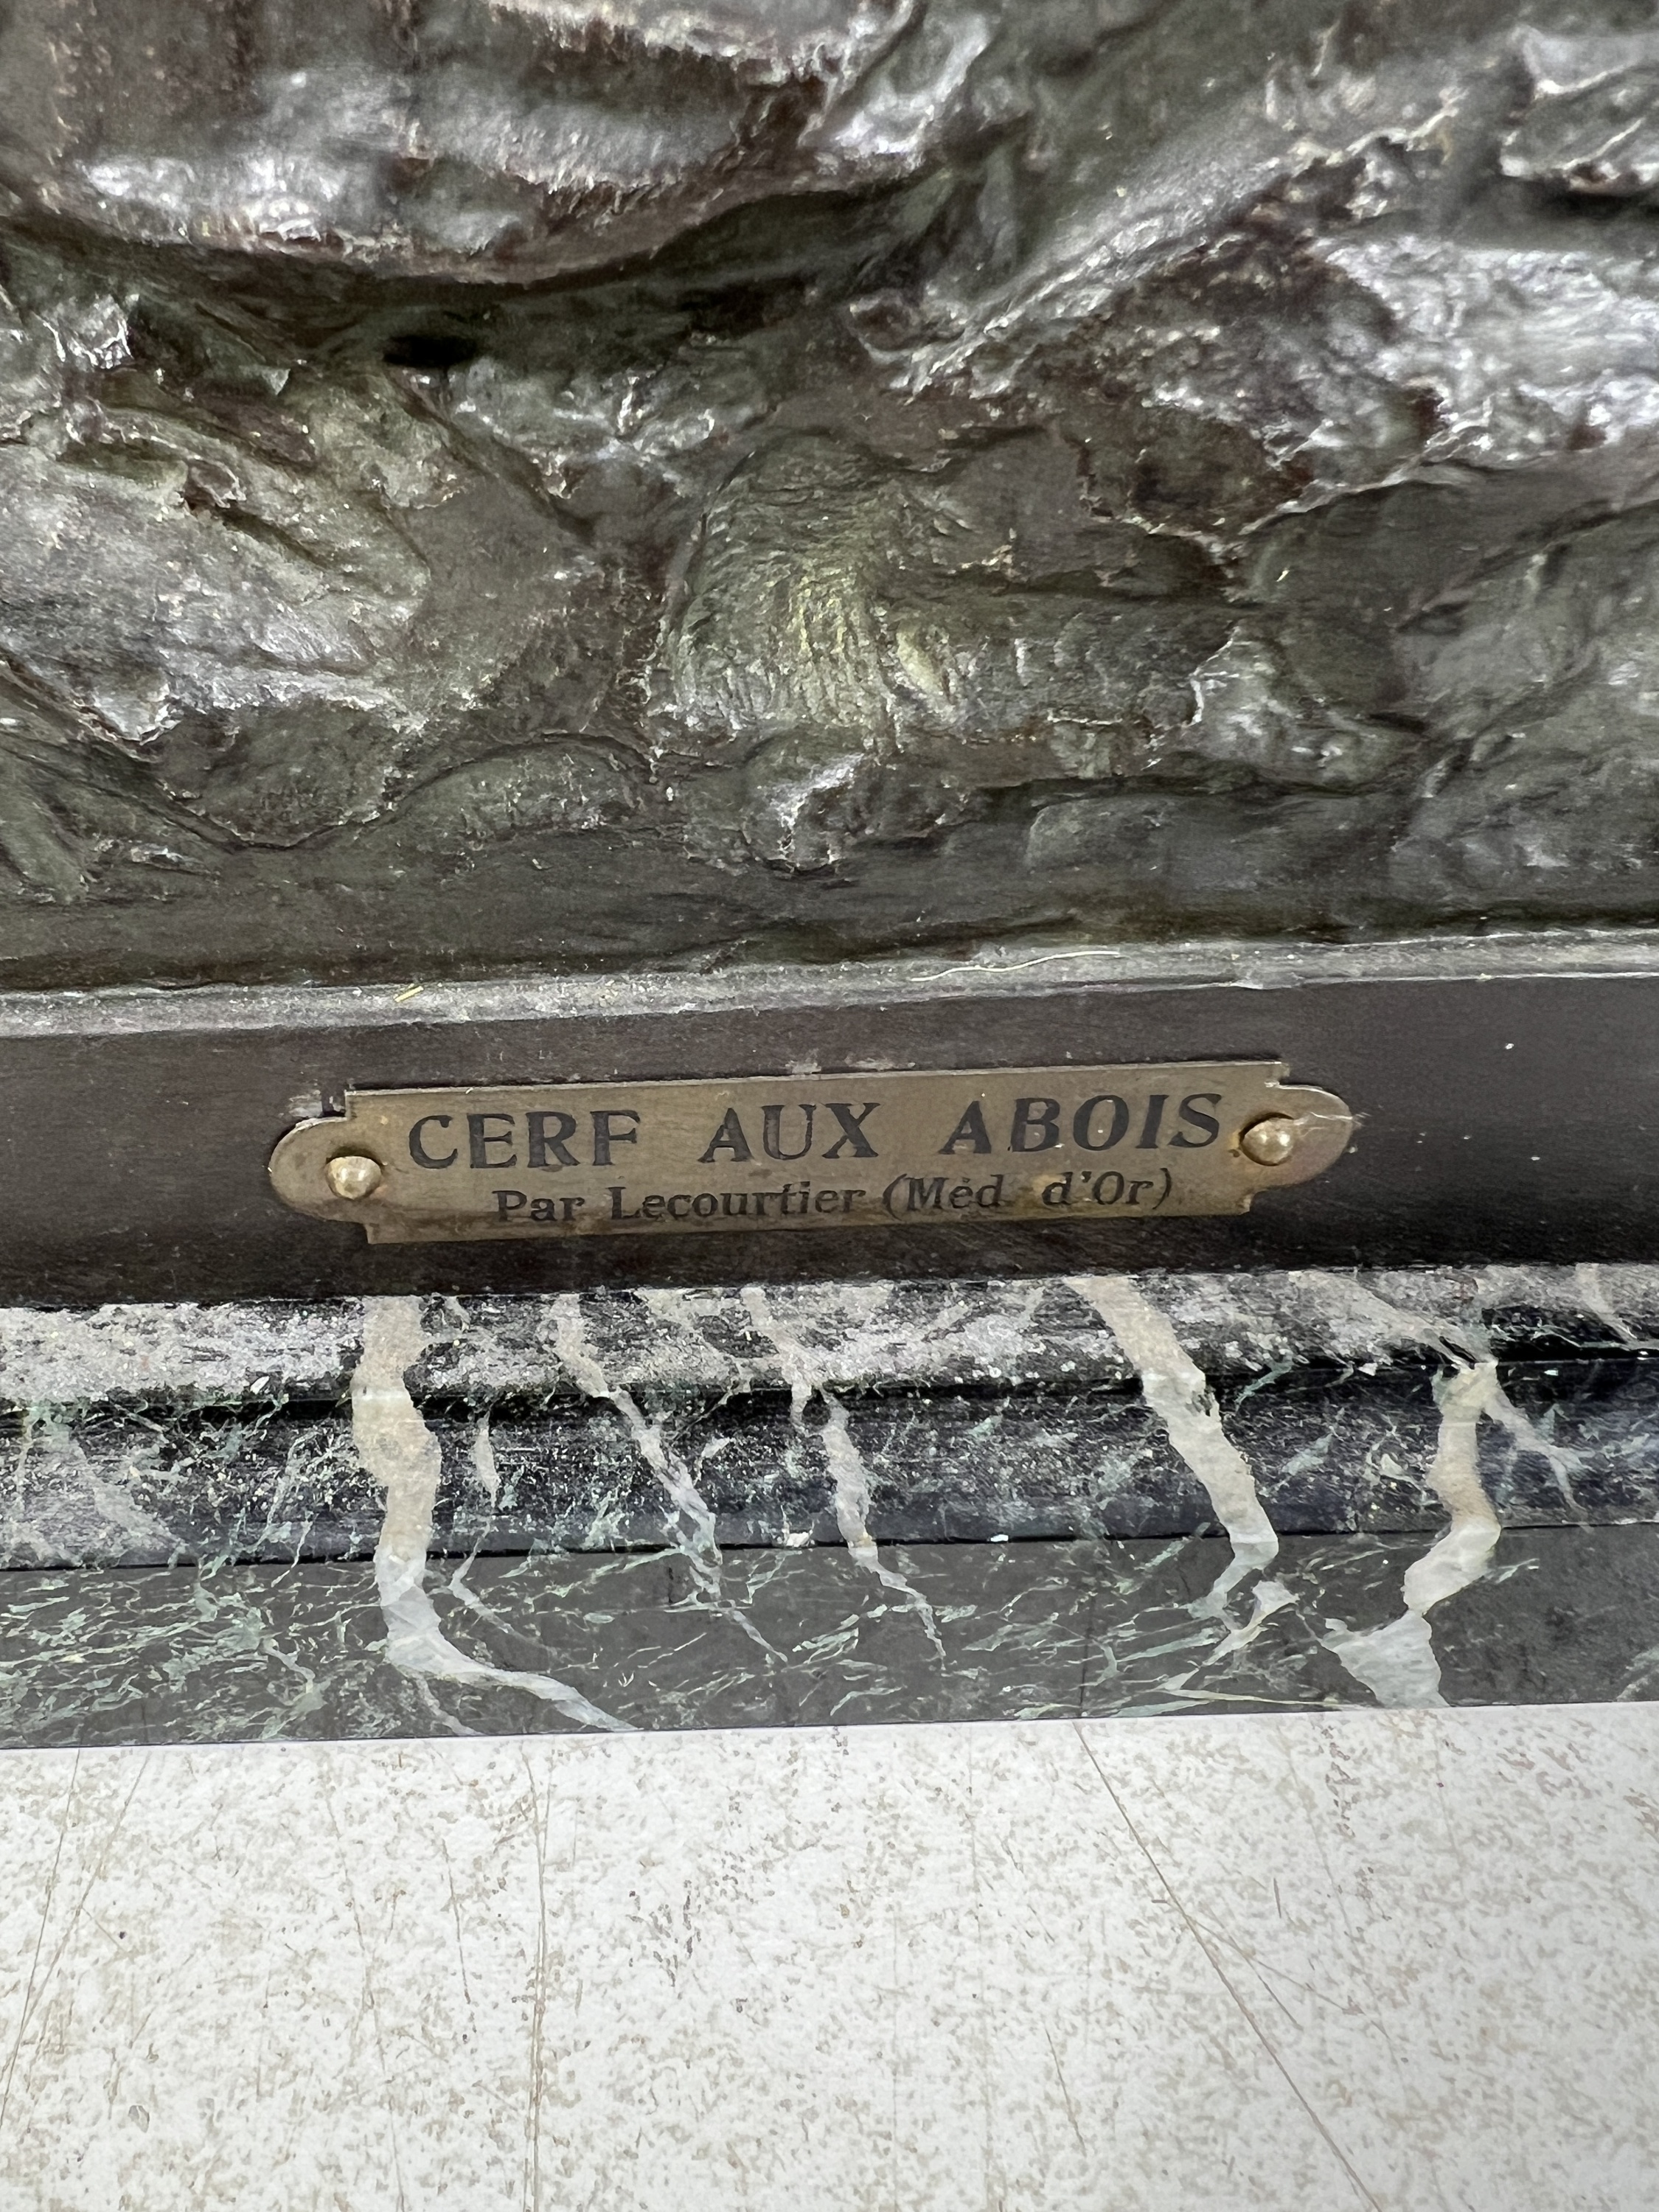 CERF AUX ABOIS
Par Lecourtier (Méd. d'Or)